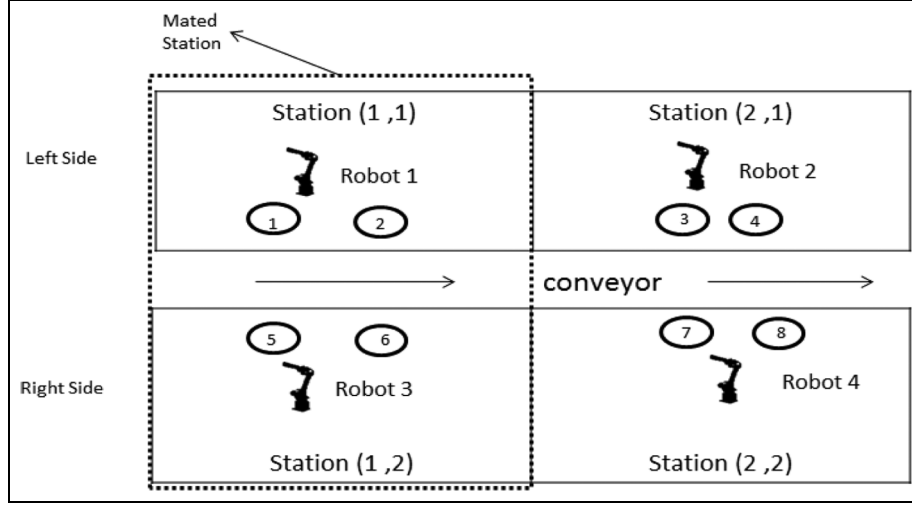 Mated
Station
Station (1 ,1)
Station (2 ,1)
Left Side
Robot 1
Robot 2
1
2
3
4
conveyor
5
6
7
8
Right Side
Robot 3
Robot 4
Station (1 ,2)
Station (2 ,2)